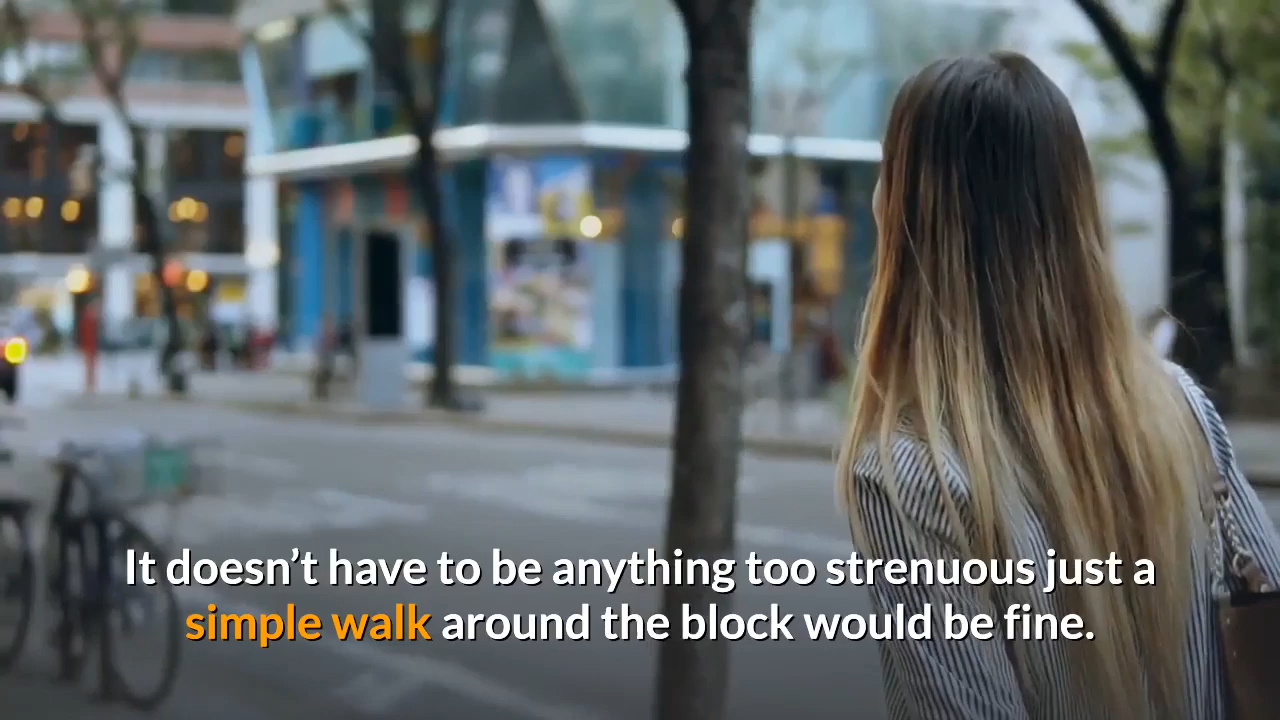 It doesn’t have to be anything too strenuous just a
simple walk around the block would be fine.